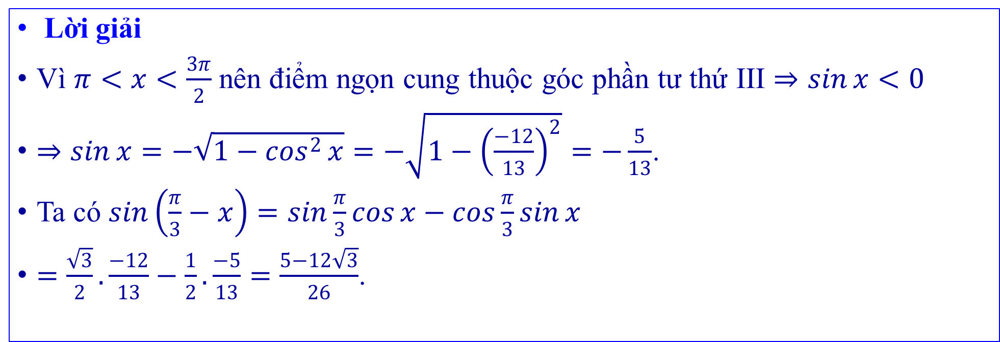 • Lời giải
• Vì $\pi < x < \frac{3\pi}{2}$ nên điểm ngọn cung thuộc góc phần tư thứ III $\Rightarrow sin\, x < 0$
• $\Rightarrow sin\, x = -\sqrt{1 - cos^2\, x} = -\sqrt{1 - \left(\frac{-12}{13}\right)^2} = -\frac{5}{13}$.
• Ta có $sin\left(\frac{\pi}{3} - x\right) = sin\frac{\pi}{3}\, cos\, x - cos\frac{\pi}{3}\, sin\, x$
• $= \frac{\sqrt{3}}{2}.\frac{-12}{13} - \frac{1}{2}.\frac{-5}{13} = \frac{5-12\sqrt{3}}{26}$.